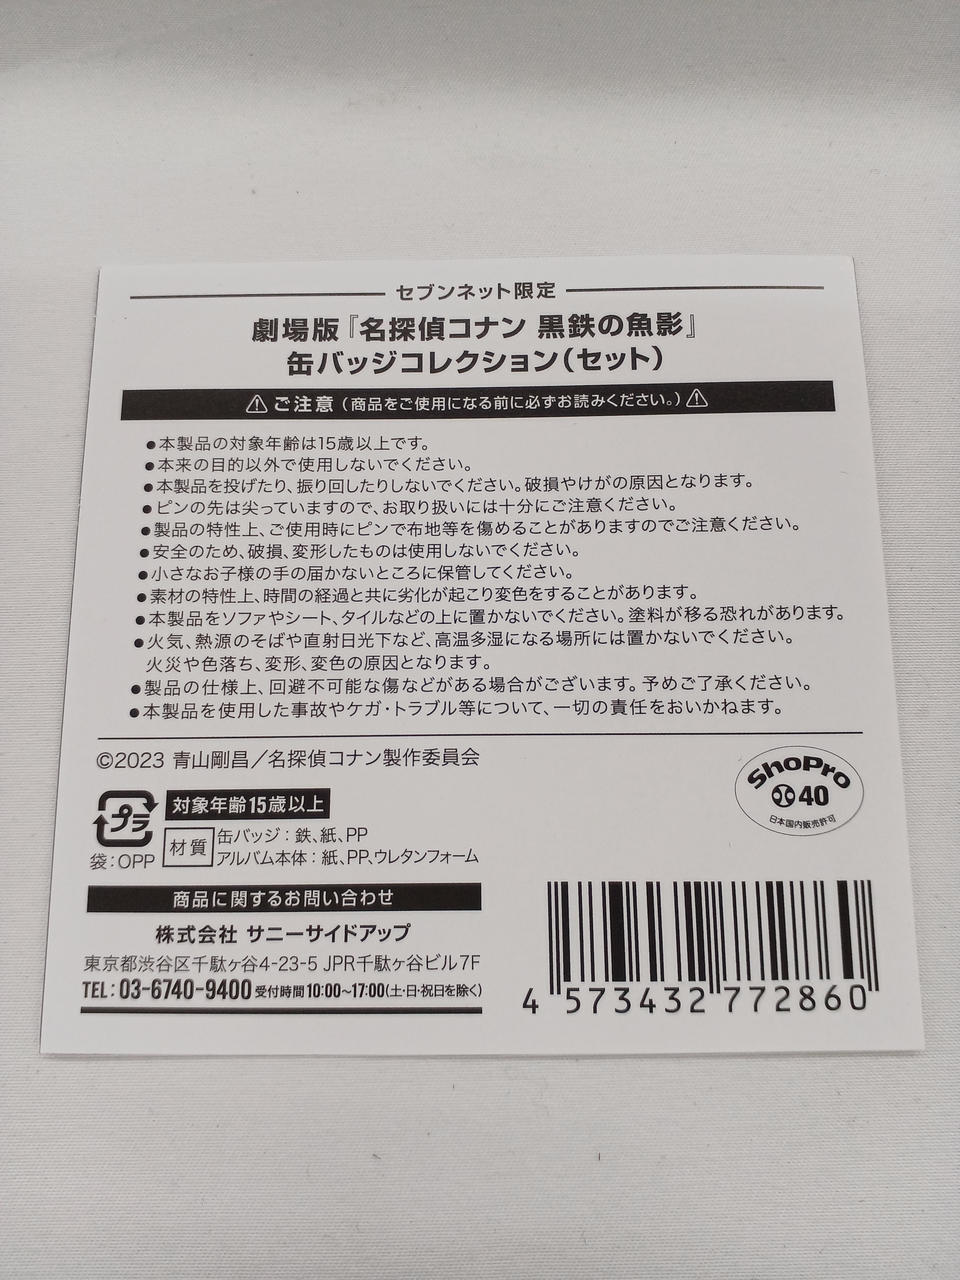 セブンネット限定
劇場版『名探偵コナン 黒鉄の魚影』
缶バッジコレクション(セット)
⚠ご注意(商品をご使用になる前に必ずお読みください。)⚠
●本製品の対象年齢は15歳以上です。
●本来の目的以外で使用しないでください。
●本製品を投げたり、振り回したりしないでください。破損やけがの原因となります。
●ピンの先は尖っていますので、お取り扱いには十分にご注意ください。
●製品の特性上、ご使用時にピンで布地等を傷めることがありますのでご注意ください。
●安全のため、破損、変形したものは使用しないでください。
●小さなお子様の手の届かないところに保管してください。
●素材の特性上、時間の経過と共に劣化が起こり変色をすることがあります。
●本製品をソファやシート、タイルなどの上に置かないでください。塗料が移る恐れがあります。
●火気、熱源のそばや直射日光下など、高温多湿になる場所には置かないでください。
火災や色落ち、変形、変色の原因となります。
●製品の仕様上、回避不可能な傷などがある場合がございます。予めご了承ください。
●本製品を使用した事故やケガ・トラブル等について、一切の責任をおいかねます。
©2023 青山剛昌/名探偵コナン製作委員会
ShoPro
40
日本国内販売許可
プラ
袋:OPP
対象年齢15歳以上
材質
缶バッジ:鉄、紙、PP
アルバム本体:紙、PP、ウレタンフォーム
商品に関するお問い合わせ
株式会社 サニーサイドアップ
東京都渋谷区千駄ヶ谷4-23-5 JPR千駄ヶ谷ビル7F
TEL:03-6740-9400 受付時間10:00~17:00(土・日・祝日を除く)
4 573432 772860